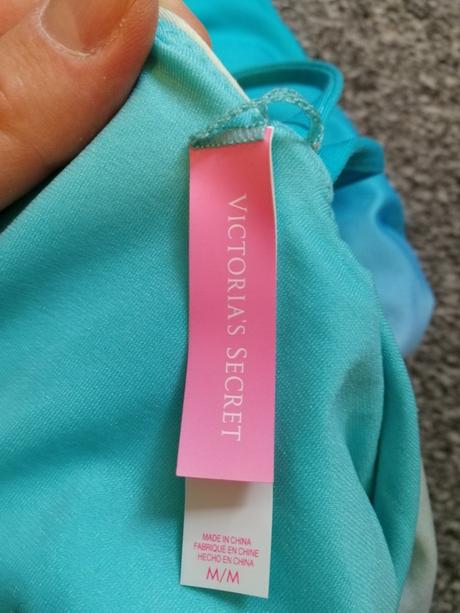 VICTORIA'S SECRET
MADE IN CHINA
FABRIQUÉ EN CHINE
HECHO EN CHINA
M/M